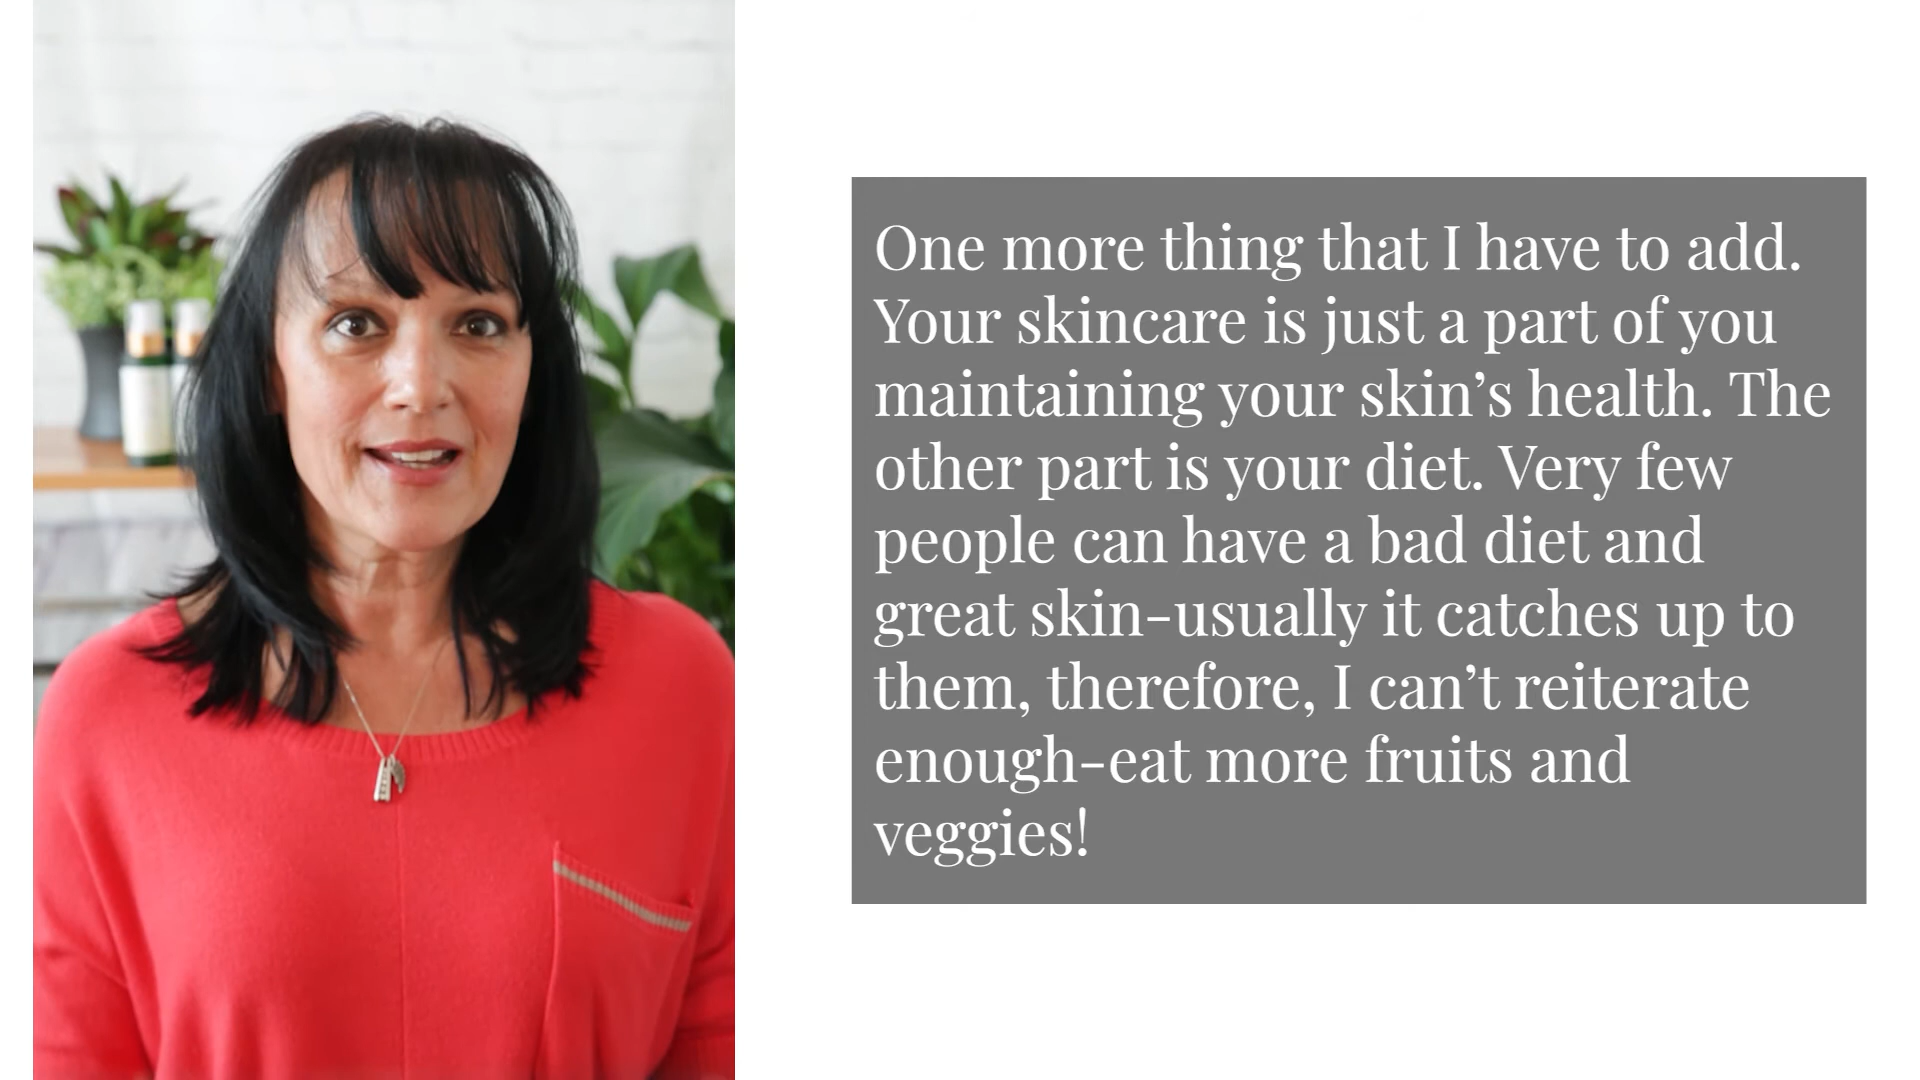 One more thing that I have to add.
Your skincare is just a part of you
maintaining your skin’s health. The
other part is your diet. Very few
people can have a bad diet and
great skin-usually it catches up to
them, therefore, I can’t reiterate
enough-eat more fruits and
veggies!